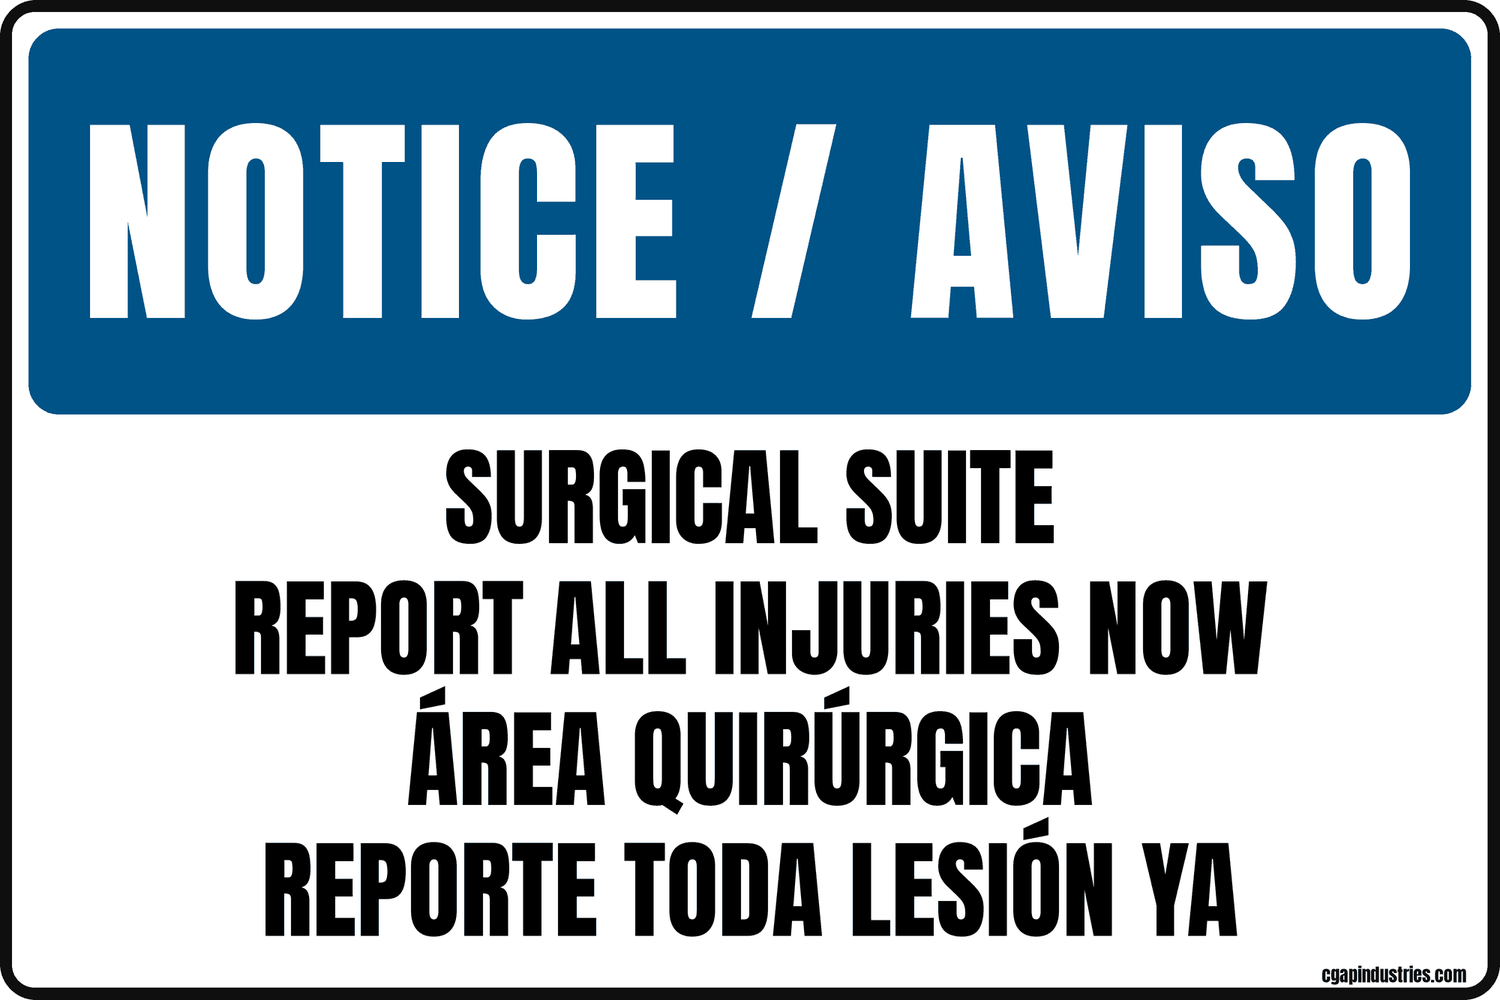 NOTICE / AVISO
SURGICAL SUITE
REPORT ALL INJURIES NOW
ÁREA QUIRÚRGICA
REPORTE TODA LESIÓN YA
cgapindustries.com